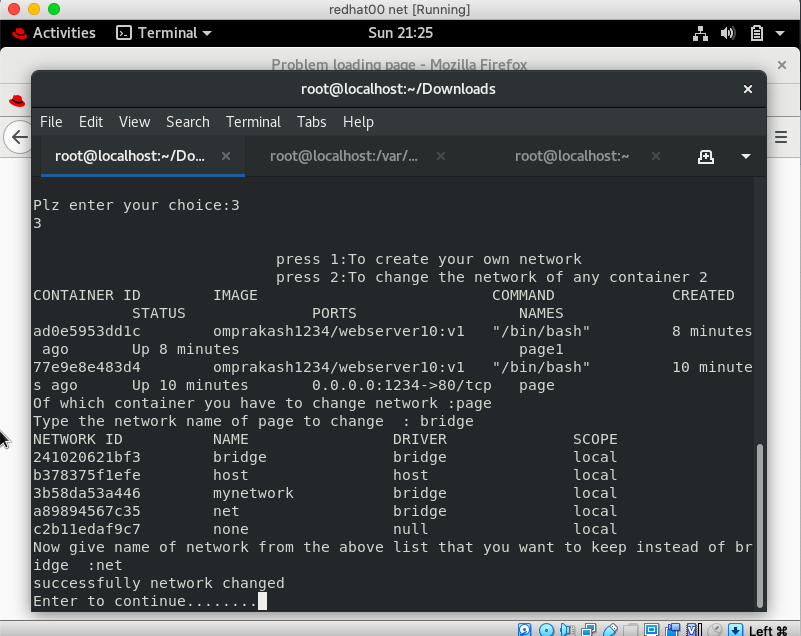 redhat00 net [Running]
Activities Terminal Sun 21:25
Problem loading page - Mozilla Firefox
root@localhost:~/Downloads
File Edit View Search Terminal Tabs Help
root@localhost:~/Do... root@localhost:/var/... root@localhost:~
Plz enter your choice:3
3
press 1:To create your own network
press 2:To change the network of any container 2
CONTAINER ID IMAGE COMMAND CREATED
STATUS PORTS NAMES
ad0e5953dd1c omprakash1234/webserver10:v1 "/bin/bash" 8 minutes
ago Up 8 minutes page1
77e9e8e483d4 omprakash1234/webserver10:v1 "/bin/bash" 10 minute
s ago Up 10 minutes 0.0.0.0:1234->80/tcp page
Of which container you have to change network :page
Type the network name of page to change : bridge
NETWORK ID NAME DRIVER SCOPE
241020621bf3 bridge bridge local
b378375f1efe host host local
3b58da53a446 mynetwork bridge local
a89894567c35 net bridge local
c2b11edaf9c7 none null local
Now give name of network from the above list that you want to keep instead of br
idge :net
successfully network changed
Enter to continue........
Left ⌘